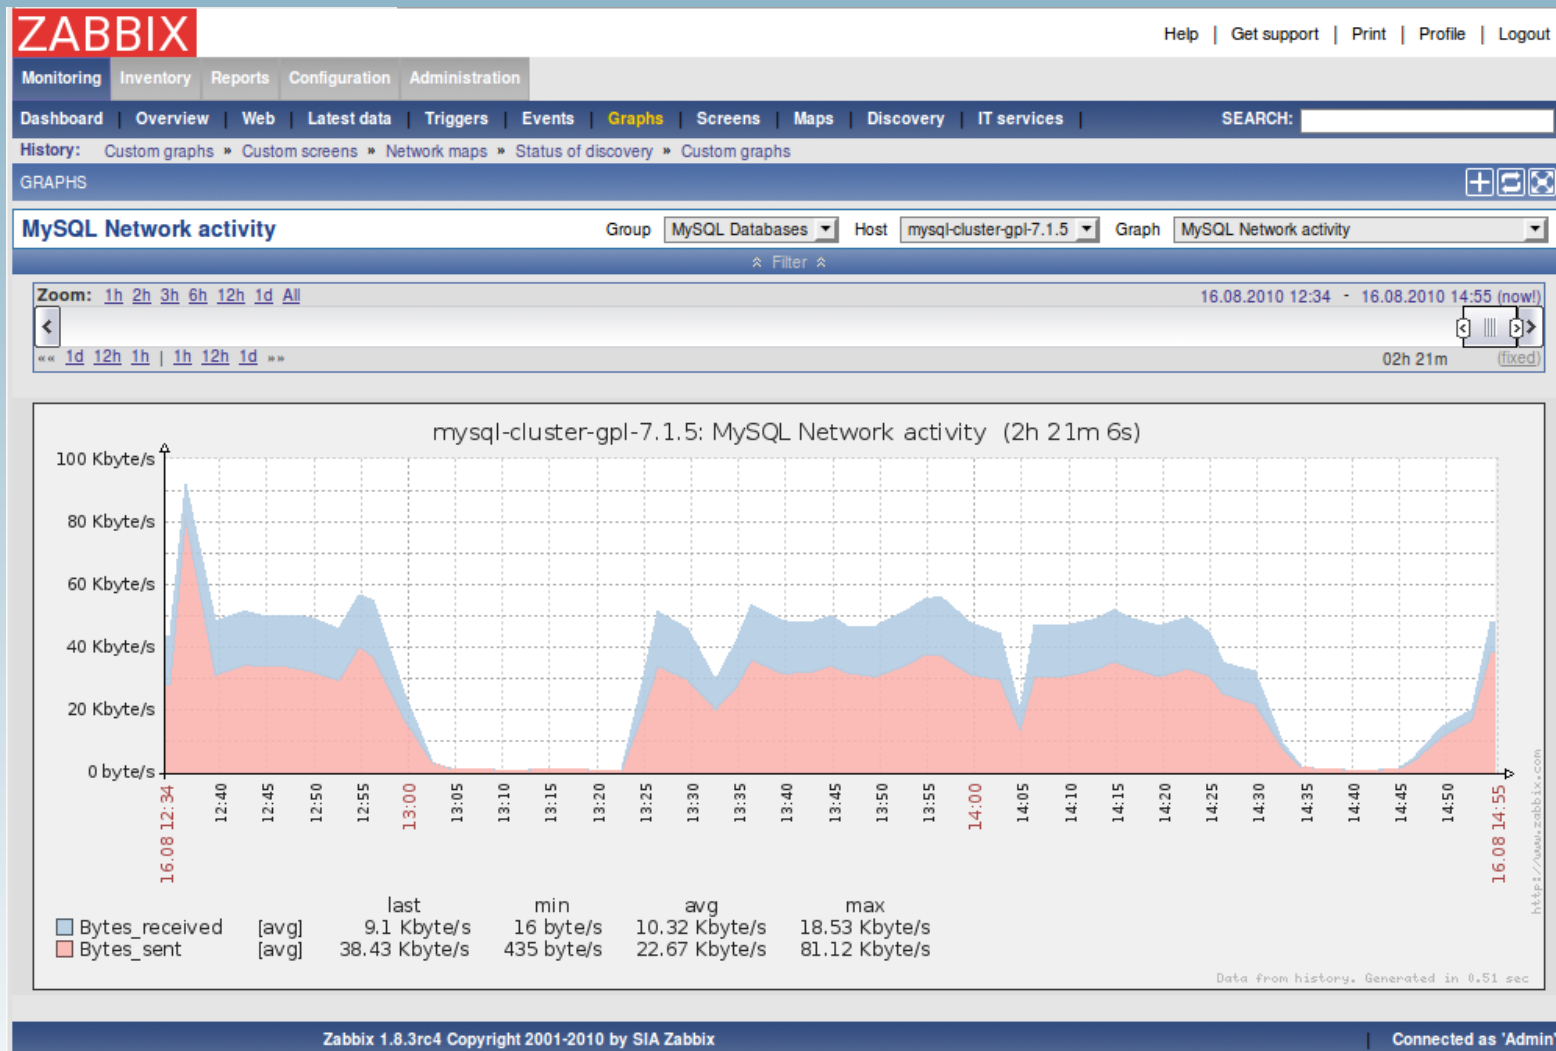 ZABBIX
Help | Get support | Print | Profile | Logout
Monitoring Inventory Reports Configuration Administration
Dashboard | Overview | Web | Latest data | Triggers | Events | Graphs | Screens | Maps | Discovery | IT services | SEARCH:
History: Custom graphs » Custom screens » Network maps » Status of discovery » Custom graphs
GRAPHS
MySQL Network activity Group MySQL Databases Host mysql-cluster-gpl-7.1.5 Graph MySQL Network activity
Filter
Zoom: 1h 2h 3h 6h 12h 1d All 16.08.2010 12:34 - 16.08.2010 14:55 (now!)
«« 1d 12h 1h | 1h 12h 1d »» 02h 21m (fixed)
mysql-cluster-gpl-7.1.5: MySQL Network activity (2h 21m 6s)
100 Kbyte/s
80 Kbyte/s
60 Kbyte/s
40 Kbyte/s
20 Kbyte/s
0 byte/s
16.08 12:34 12:40 12:45 12:50 12:55 13:00 13:05 13:10 13:15 13:20 13:25 13:30 13:35 13:40 13:45 13:50 13:55 14:00 14:05 14:10 14:15 14:20 14:25 14:30 14:35 14:40 14:45 14:50 16.08 14:55
http://www.zabbix.com
last min avg max
Bytes_received [avg] 9.1 Kbyte/s 16 byte/s 10.32 Kbyte/s 18.53 Kbyte/s
Bytes_sent [avg] 38.43 Kbyte/s 435 byte/s 22.67 Kbyte/s 81.12 Kbyte/s
Data from history. Generated in 0.51 sec
Zabbix 1.8.3rc4 Copyright 2001-2010 by SIA Zabbix | Connected as 'Admin'